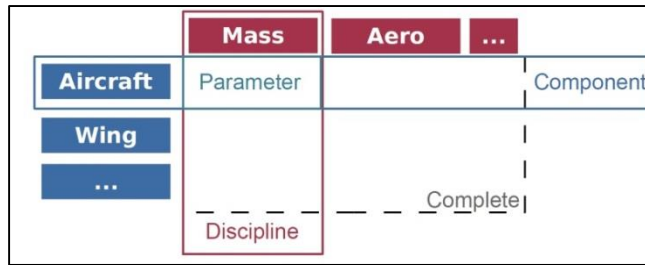 Mass Aero ...
Aircraft Parameter Component
Wing
...
Complete
Discipline